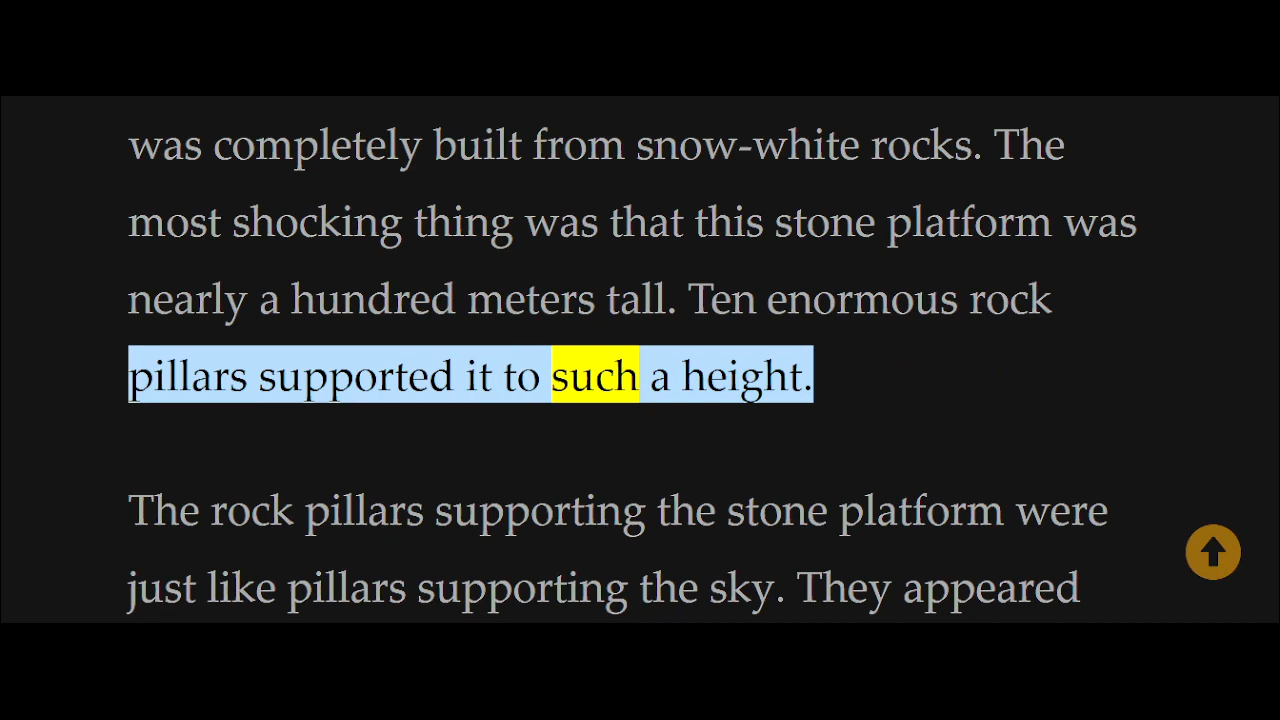 was completely built from snow-white rocks. The
most shocking thing was that this stone platform was
nearly a hundred meters tall. Ten enormous rock
pillars supported it to such a height.
The rock pillars supporting the stone platform were
just like pillars supporting the sky. They appeared